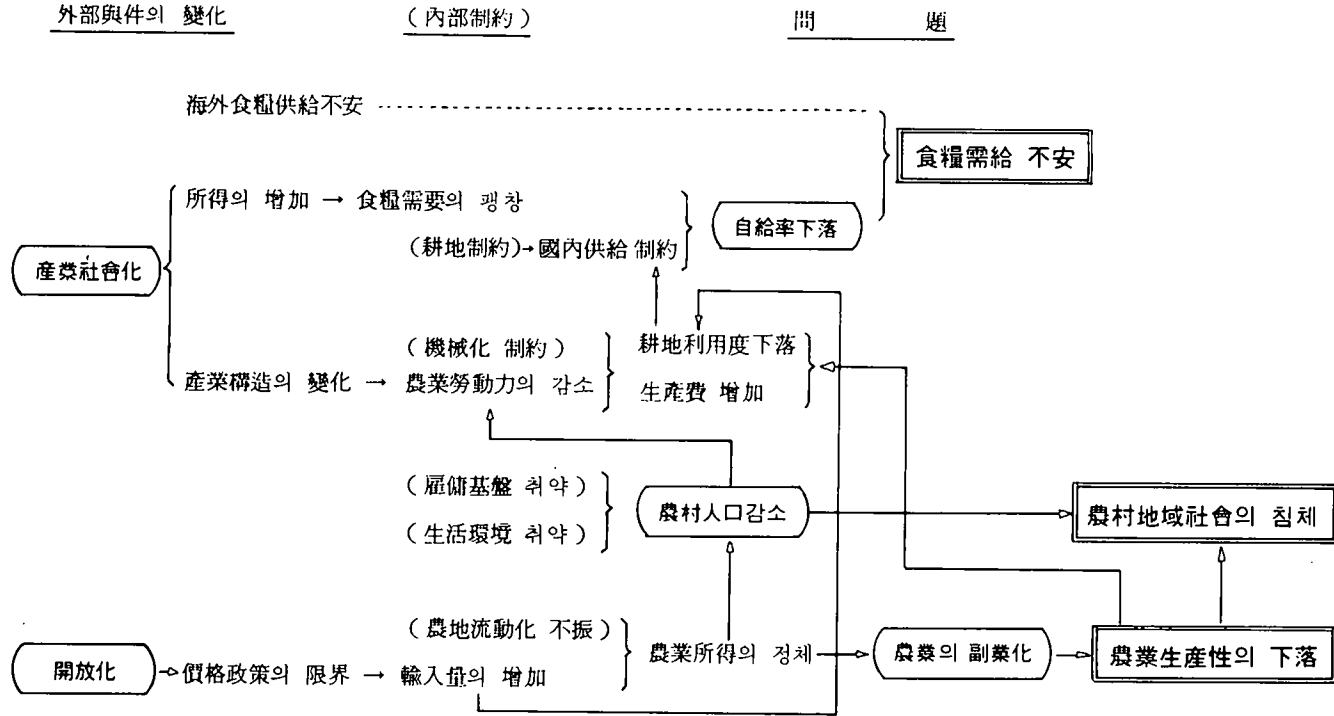 外部與件의 變化 (內部制約) 問 題
海外食糧供給不安
食糧需給 不安
所得의 增加 → 食糧需要의 팽창
自給率下落
(耕地制約)→國內供給 制約
産業社會化
(機械化 制約) 耕地利用度下落
産業構造의 變化 → 農業勞動力의 감소
生産費 增加
(雇傭基盤 취약)
農村人口감소 農村地域社會의 침체
(生活環境 취약)
(農地流動化 不振)
農業所得의 정체 農業의 副業化 農業生産性의 下落
開放化 → 價格政策의 限界 → 輸入量의 增加